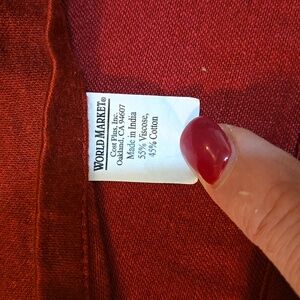 WORLD MARKET®
Cost Plus, Inc.
Oakland, CA 94607
Made in India
55% Viscose,
45% Cotton